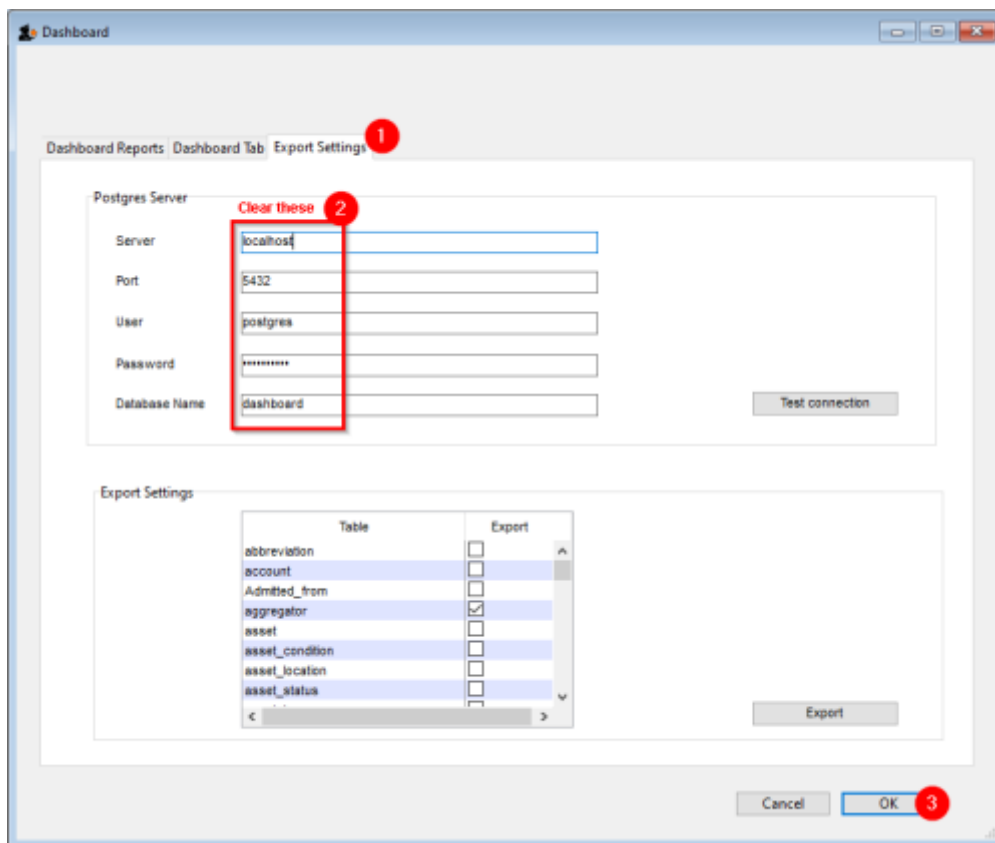 Dashboard
Dashboard Reports Dashboard Tab Export Settings 1
Postgres Server
Clear these 2
Server localhost
Port 5432
User postgres
Password ••••••••••
Database Name dashboard
Test connection
Export Settings
Table Export
abbreviation
account
Admitted_from
aggregator
asset
asset_condition
asset_location
asset_status
Export
Cancel OK 3